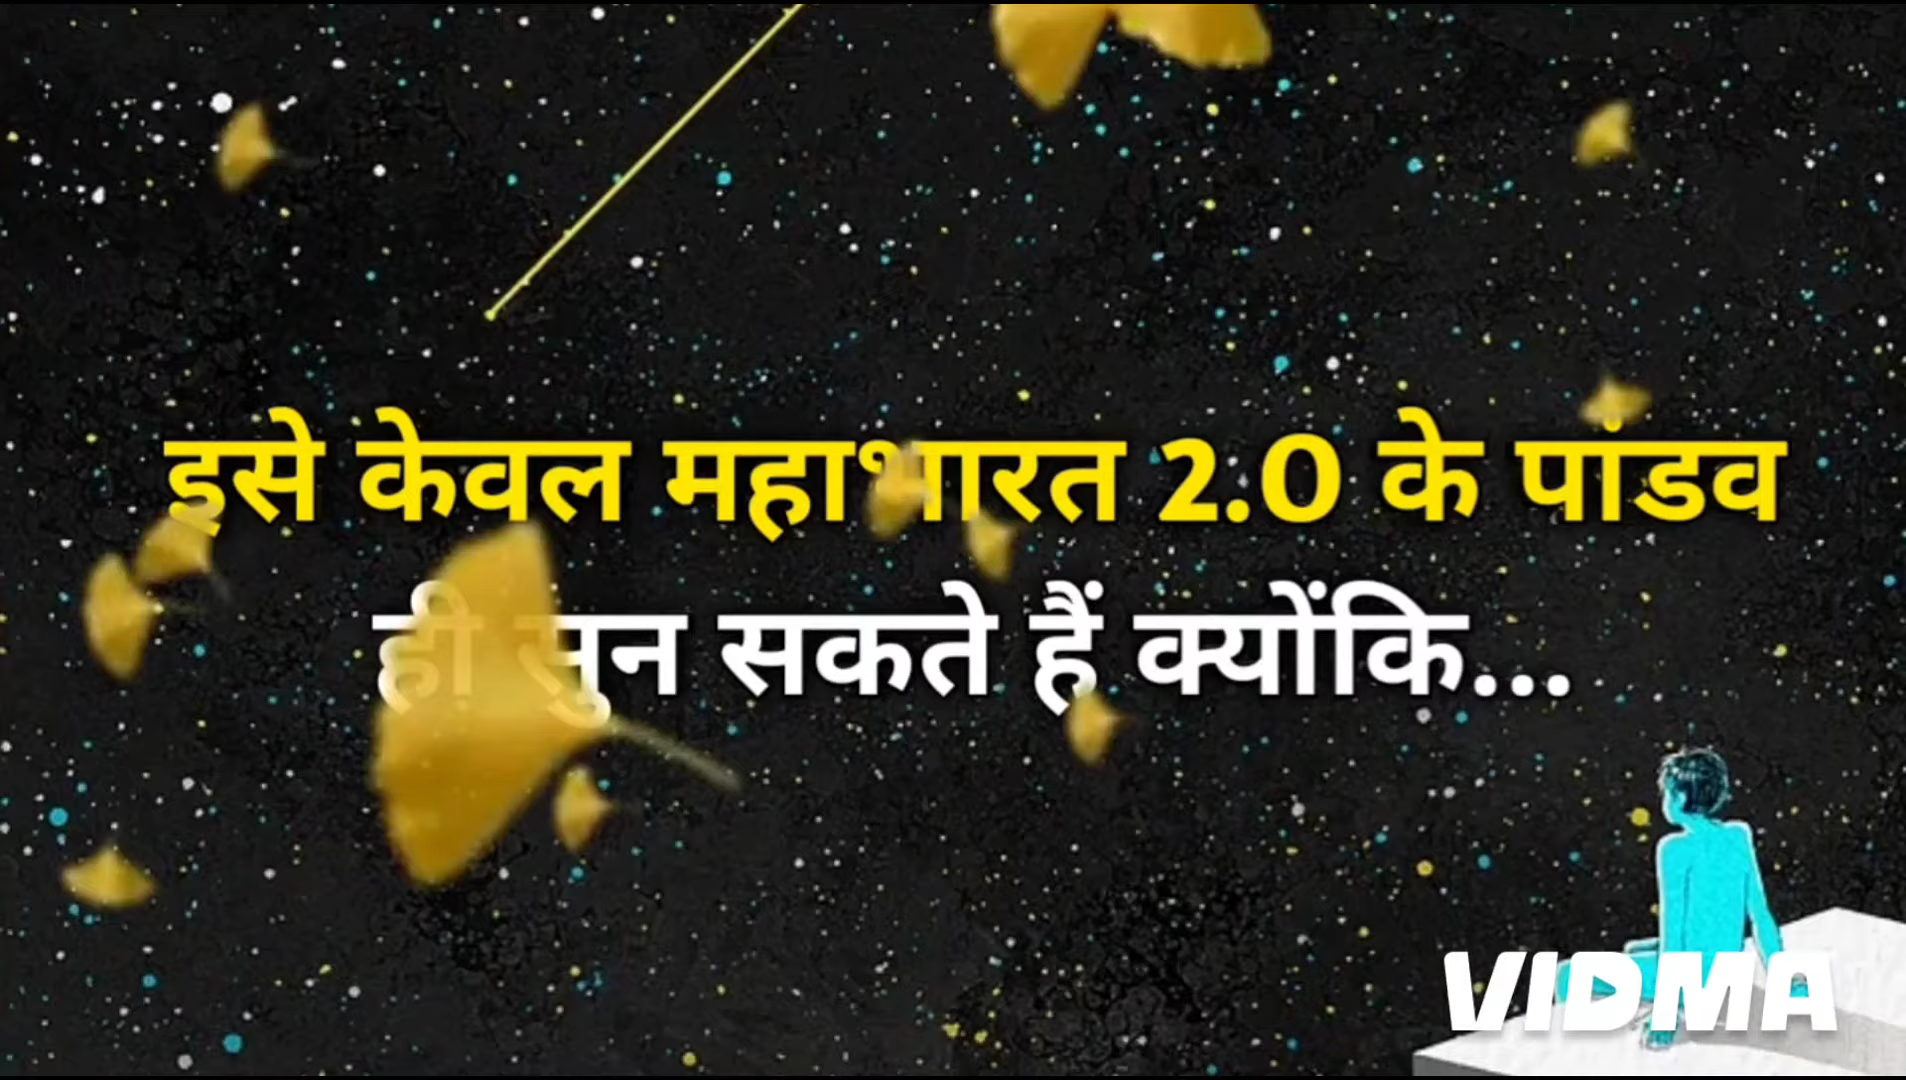 इसे केवल महाभारत 2.0 के पांडव
ही सुन सकते हैं क्योंकि...
VIDMA